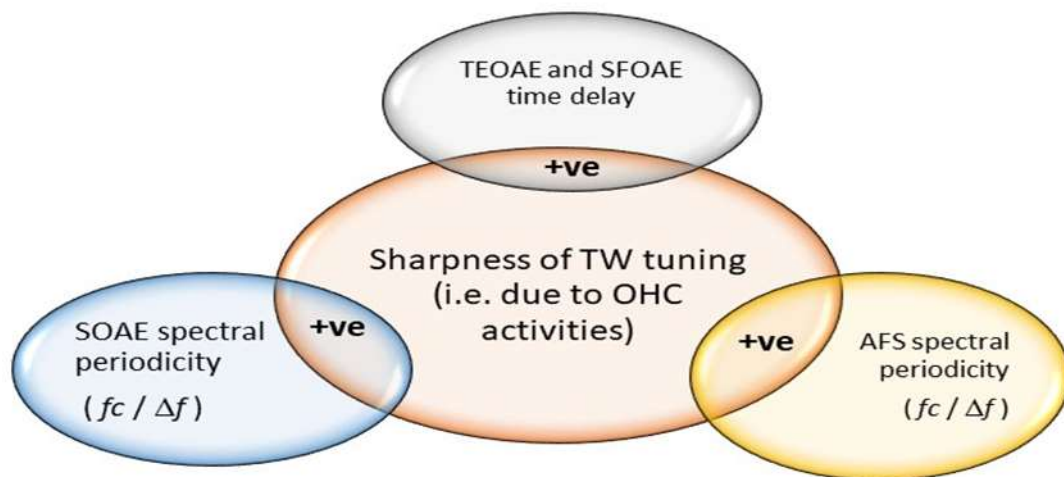 TEOAE and SFOAE
time delay
+ve
Sharpness of TW tuning
(i.e. due to OHC
activities)
SOAE spectral
periodicity
( fc / Δf )
+ve
+ve
AFS spectral
periodicity
( fc / Δf )